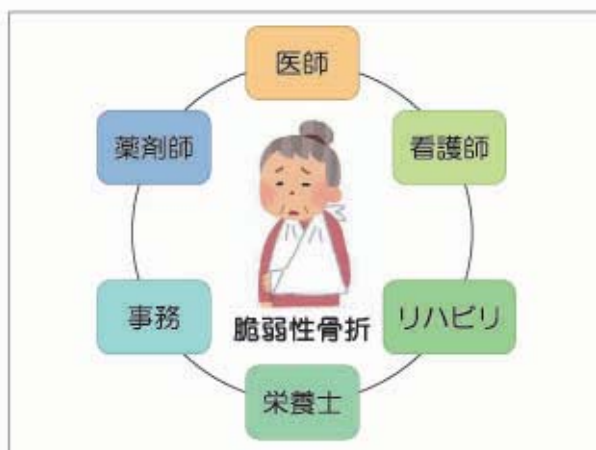 医師
薬剤師
看護師
事務
脆弱性骨折
リハビリ
栄養士